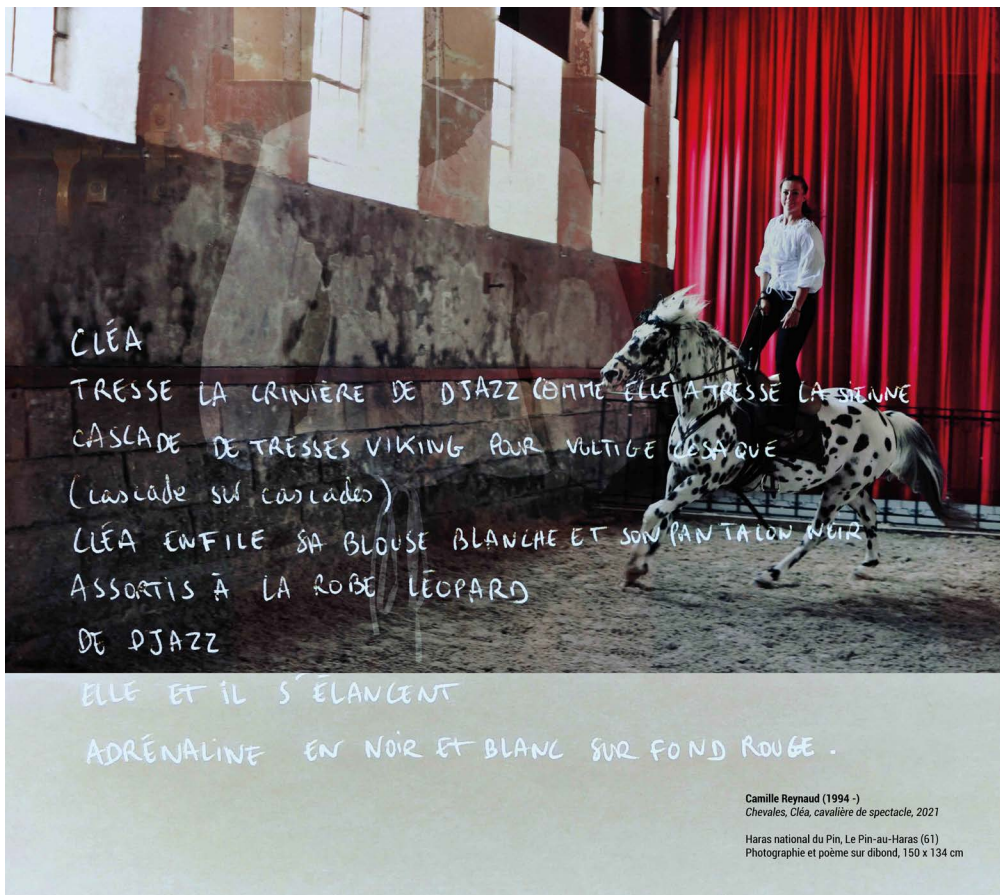 CLÉA
TRESSE LA CRINIÈRE DE DJAZZ COMME ELLE A TRESSÉ LA SIENNE
CASCADE DE TRESSES VIKING POUR VOLTIGE COSAQUE
(cascade sur cascades)
CLÉA ENFILE SA BLOUSE BLANCHE ET SON PANTALON NOIR
ASSORTIS À LA ROBE LÉOPARD
DE DJAZZ
ELLE ET IL S'ÉLANCENT
ADRÉNALINE EN NOIR ET BLANC SUR FOND ROUGE.
Camille Reynaud (1994 -)
Chevales, Cléa, cavalière de spectacle, 2021
Haras national du Pin, Le Pin-au-Haras (61)
Photographie et poème sur dibond, 150 x 134 cm